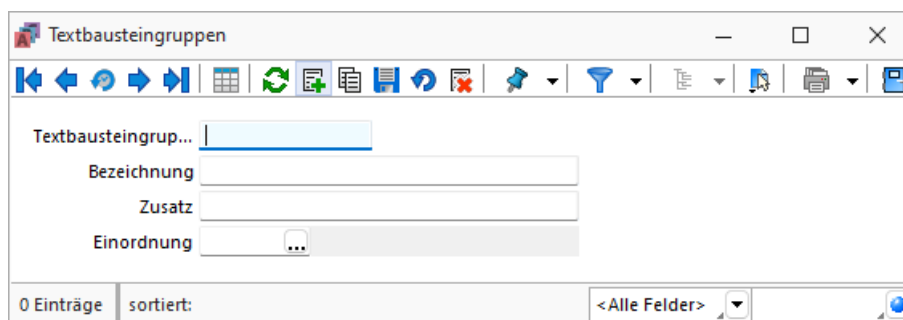 Textbausteingruppen
Textbausteingrup...
Bezeichnung
Zusatz
Einordnung ...
0 Einträge sortiert: <Alle Felder>